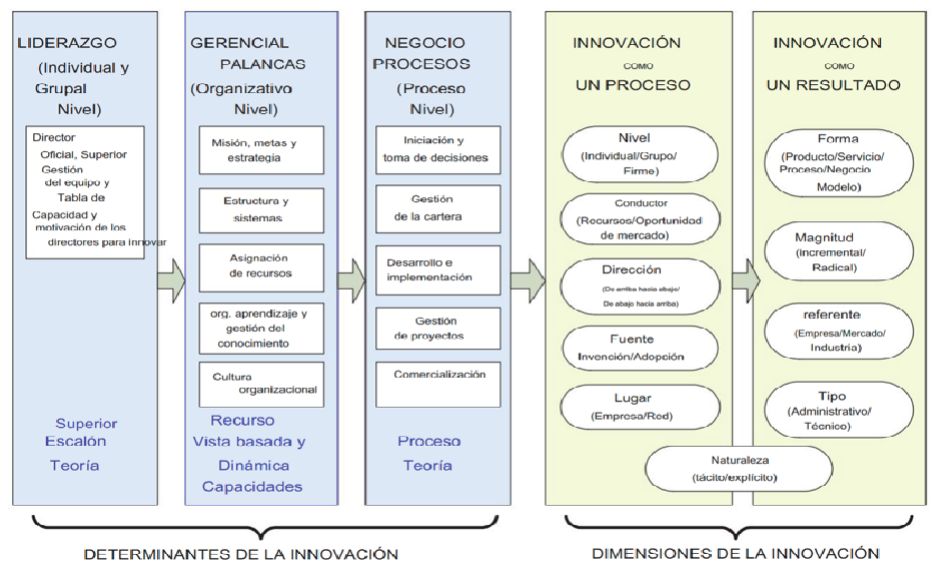 LIDERAZGO
(Individual y
Grupal
Nivel)
Director
Oficial, Superior
Gestión
del equipo y
Tabla de
Capacidad y
motivación de los
directores para innovar
Superior
Escalón
Teoría
GERENCIAL
PALANCAS
(Organizativo
Nivel)
Misión, metas y
estrategia
Estructura y
sistemas
Asignación
de recursos
org. aprendizaje y
gestión del
conocimiento
Cultura
organizacional
Recurso
Vista basada y
Dinámica
Capacidades
NEGOCIO
PROCESOS
(Proceso
Nivel)
Iniciación y
toma de decisiones
Gestión
de la cartera
Desarrollo e
implementación
Gestión
de proyectos
Comercialización
Proceso
Teoría
INNOVACIÓN
COMO
UN PROCESO
Nivel
(Individual/Grupo/
Firme)
Conductor
(Recursos/Oportunidad
de mercado)
Dirección
(De arriba hacia abajo/
De abajo hacia arriba)
Fuente
Invención/Adopción)
Lugar
(Empresa/Red)
INNOVACIÓN
COMO
UN RESULTADO
Forma
(Producto/Servicio/
Proceso/Negocio
Modelo)
Magnitud
(Incremental/
Radical)
referente
(Empresa/Mercado/
Industria)
Tipo
(Administrativo/
Técnico)
Naturaleza
(tácito/explícito)
DETERMINANTES DE LA INNOVACIÓN
DIMENSIONES DE LA INNOVACIÓN